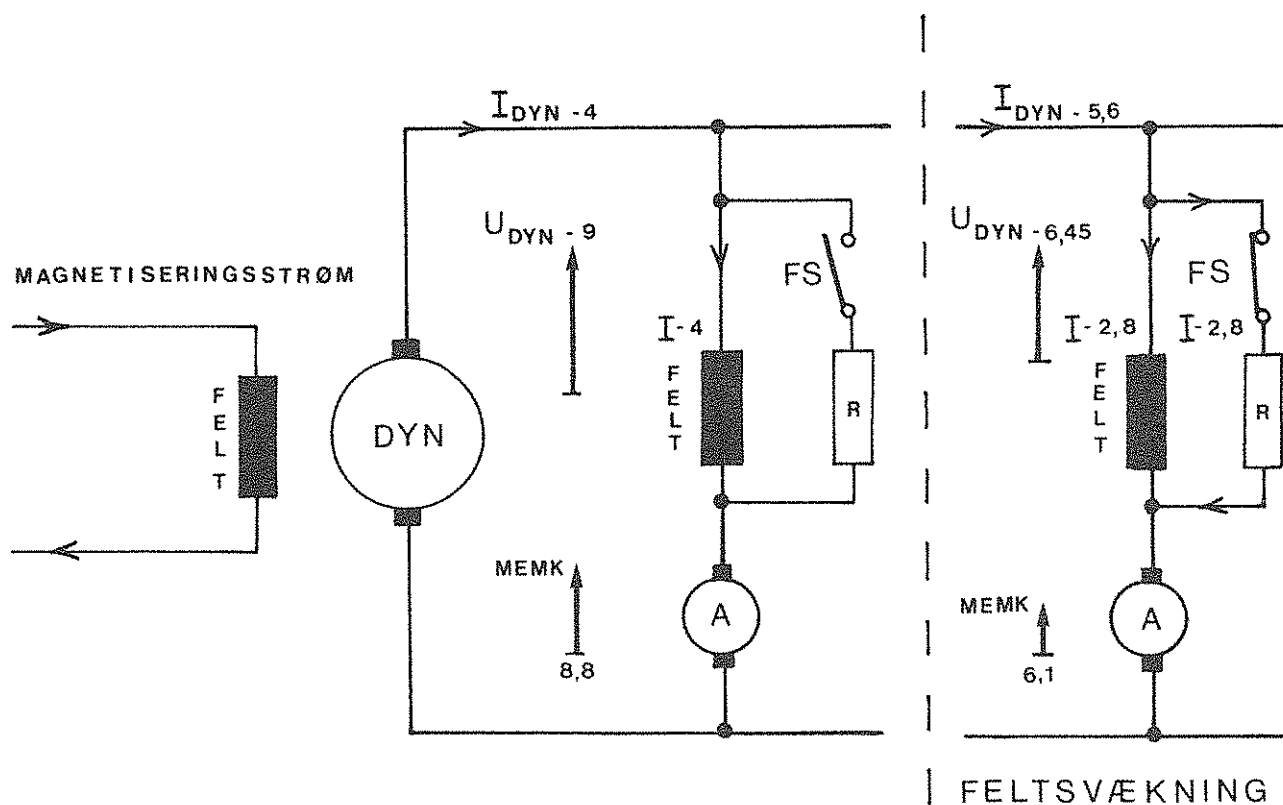 MAGNETISERINGSSTRØM
FELT
DYN
I DYN - 4
U DYN - 9
I - 4
FELT
FS
R
MEMK
8,8
A
I DYN - 5,6
U DYN - 6,45
FS
I - 2,8
I - 2,8
FELT
R
MEMK
6,1
A
FELTSVÆKNING